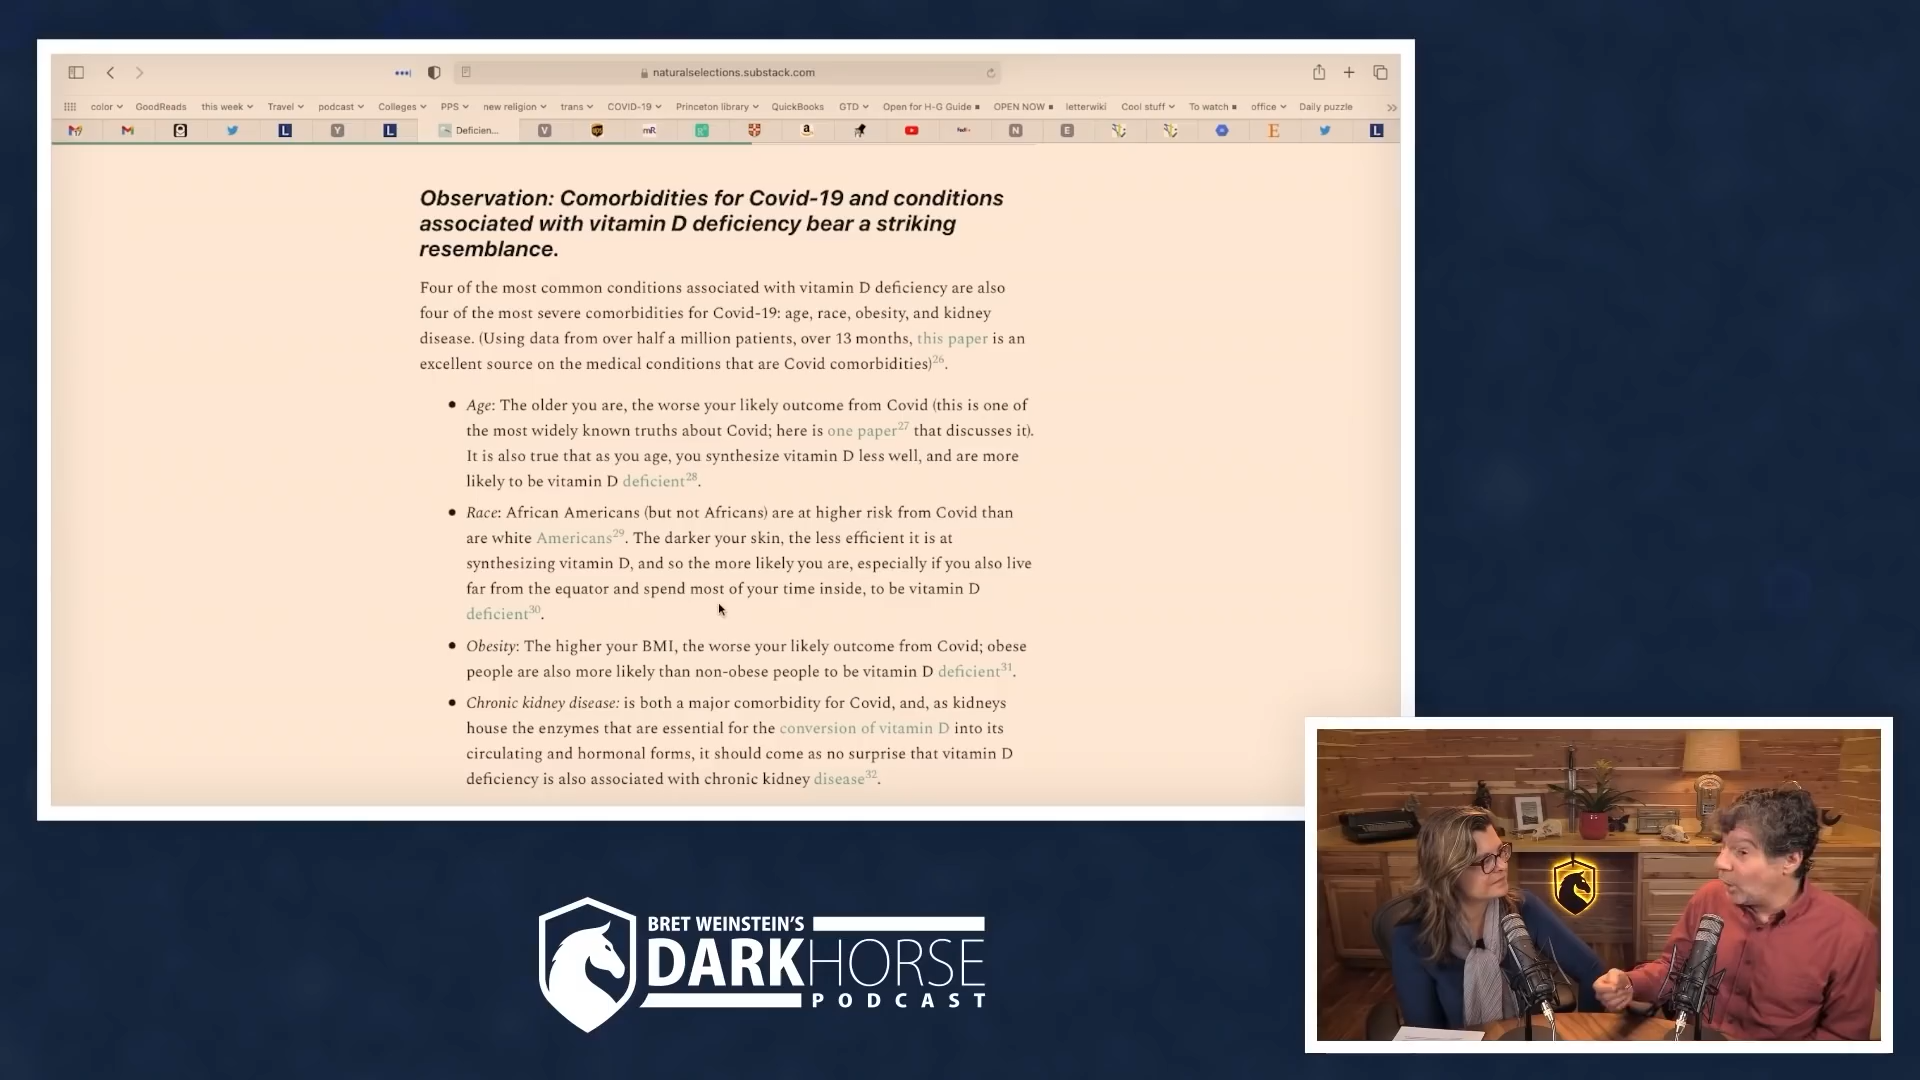 naturalselections.substack.com
color GoodReads this week Travel podcast Colleges PPS new religion trans COVID-19 Princeton library QuickBooks GTD Open for H-G Guide OPEN NOW letterwiki Cool stuff To watch office Daily puzzle
L Y L Deficien... V ups mR a N E E L
Observation: Comorbidities for Covid-19 and conditions
associated with vitamin D deficiency bear a striking
resemblance.
Four of the most common conditions associated with vitamin D deficiency are also
four of the most severe comorbidities for Covid-19: age, race, obesity, and kidney
disease. (Using data from over half a million patients, over 13 months, this paper is an
excellent source on the medical conditions that are Covid comorbidities)26.
• Age: The older you are, the worse your likely outcome from Covid (this is one of
the most widely known truths about Covid; here is one paper27 that discusses it).
It is also true that as you age, you synthesize vitamin D less well, and are more
likely to be vitamin D deficient28.
• Race: African Americans (but not Africans) are at higher risk from Covid than
are white Americans29. The darker your skin, the less efficient it is at
synthesizing vitamin D, and so the more likely you are, especially if you also live
far from the equator and spend most of your time inside, to be vitamin D
deficient30.
• Obesity: The higher your BMI, the worse your likely outcome from Covid; obese
people are also more likely than non-obese people to be vitamin D deficient31.
• Chronic kidney disease: is both a major comorbidity for Covid, and, as kidneys
house the enzymes that are essential for the conversion of vitamin D into its
circulating and hormonal forms, it should come as no surprise that vitamin D
deficiency is also associated with chronic kidney disease32.
BRET WEINSTEIN'S
DARKHORSE
PODCAST